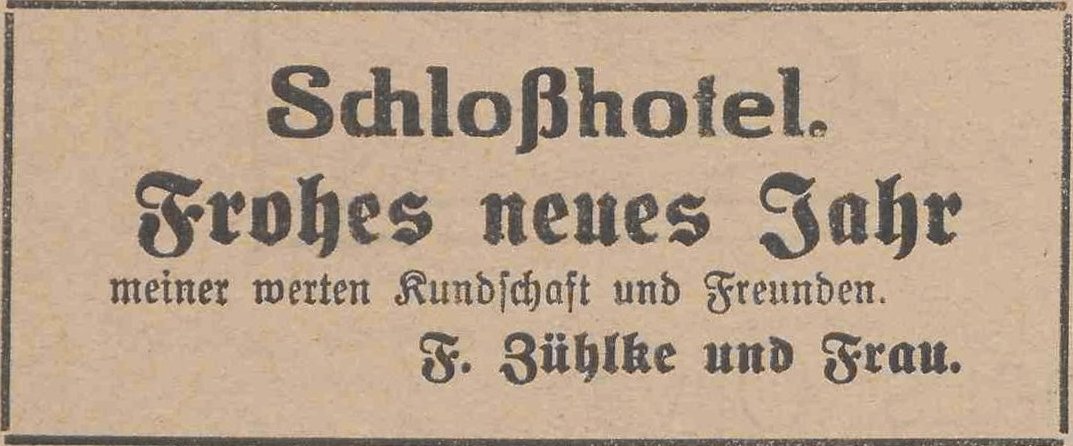 Schloßhotel.
Frohes neues Jahr
meiner werten Kundschaft und Freunden.
F. Zühlke und Frau.